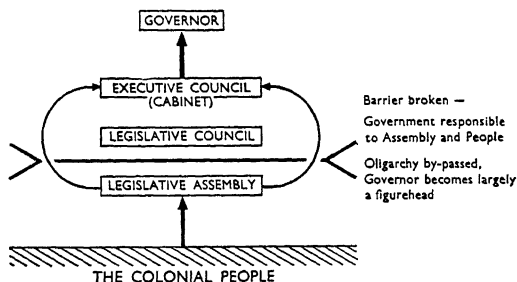 GOVERNOR
EXECUTIVE COUNCIL
(CABINET)
LEGISLATIVE COUNCIL
LEGISLATIVE ASSEMBLY
THE COLONIAL PEOPLE
Barrier broken —
Government responsible
to Assembly and People
Oligarchy by-passed,
Governor becomes largely
a figurehead